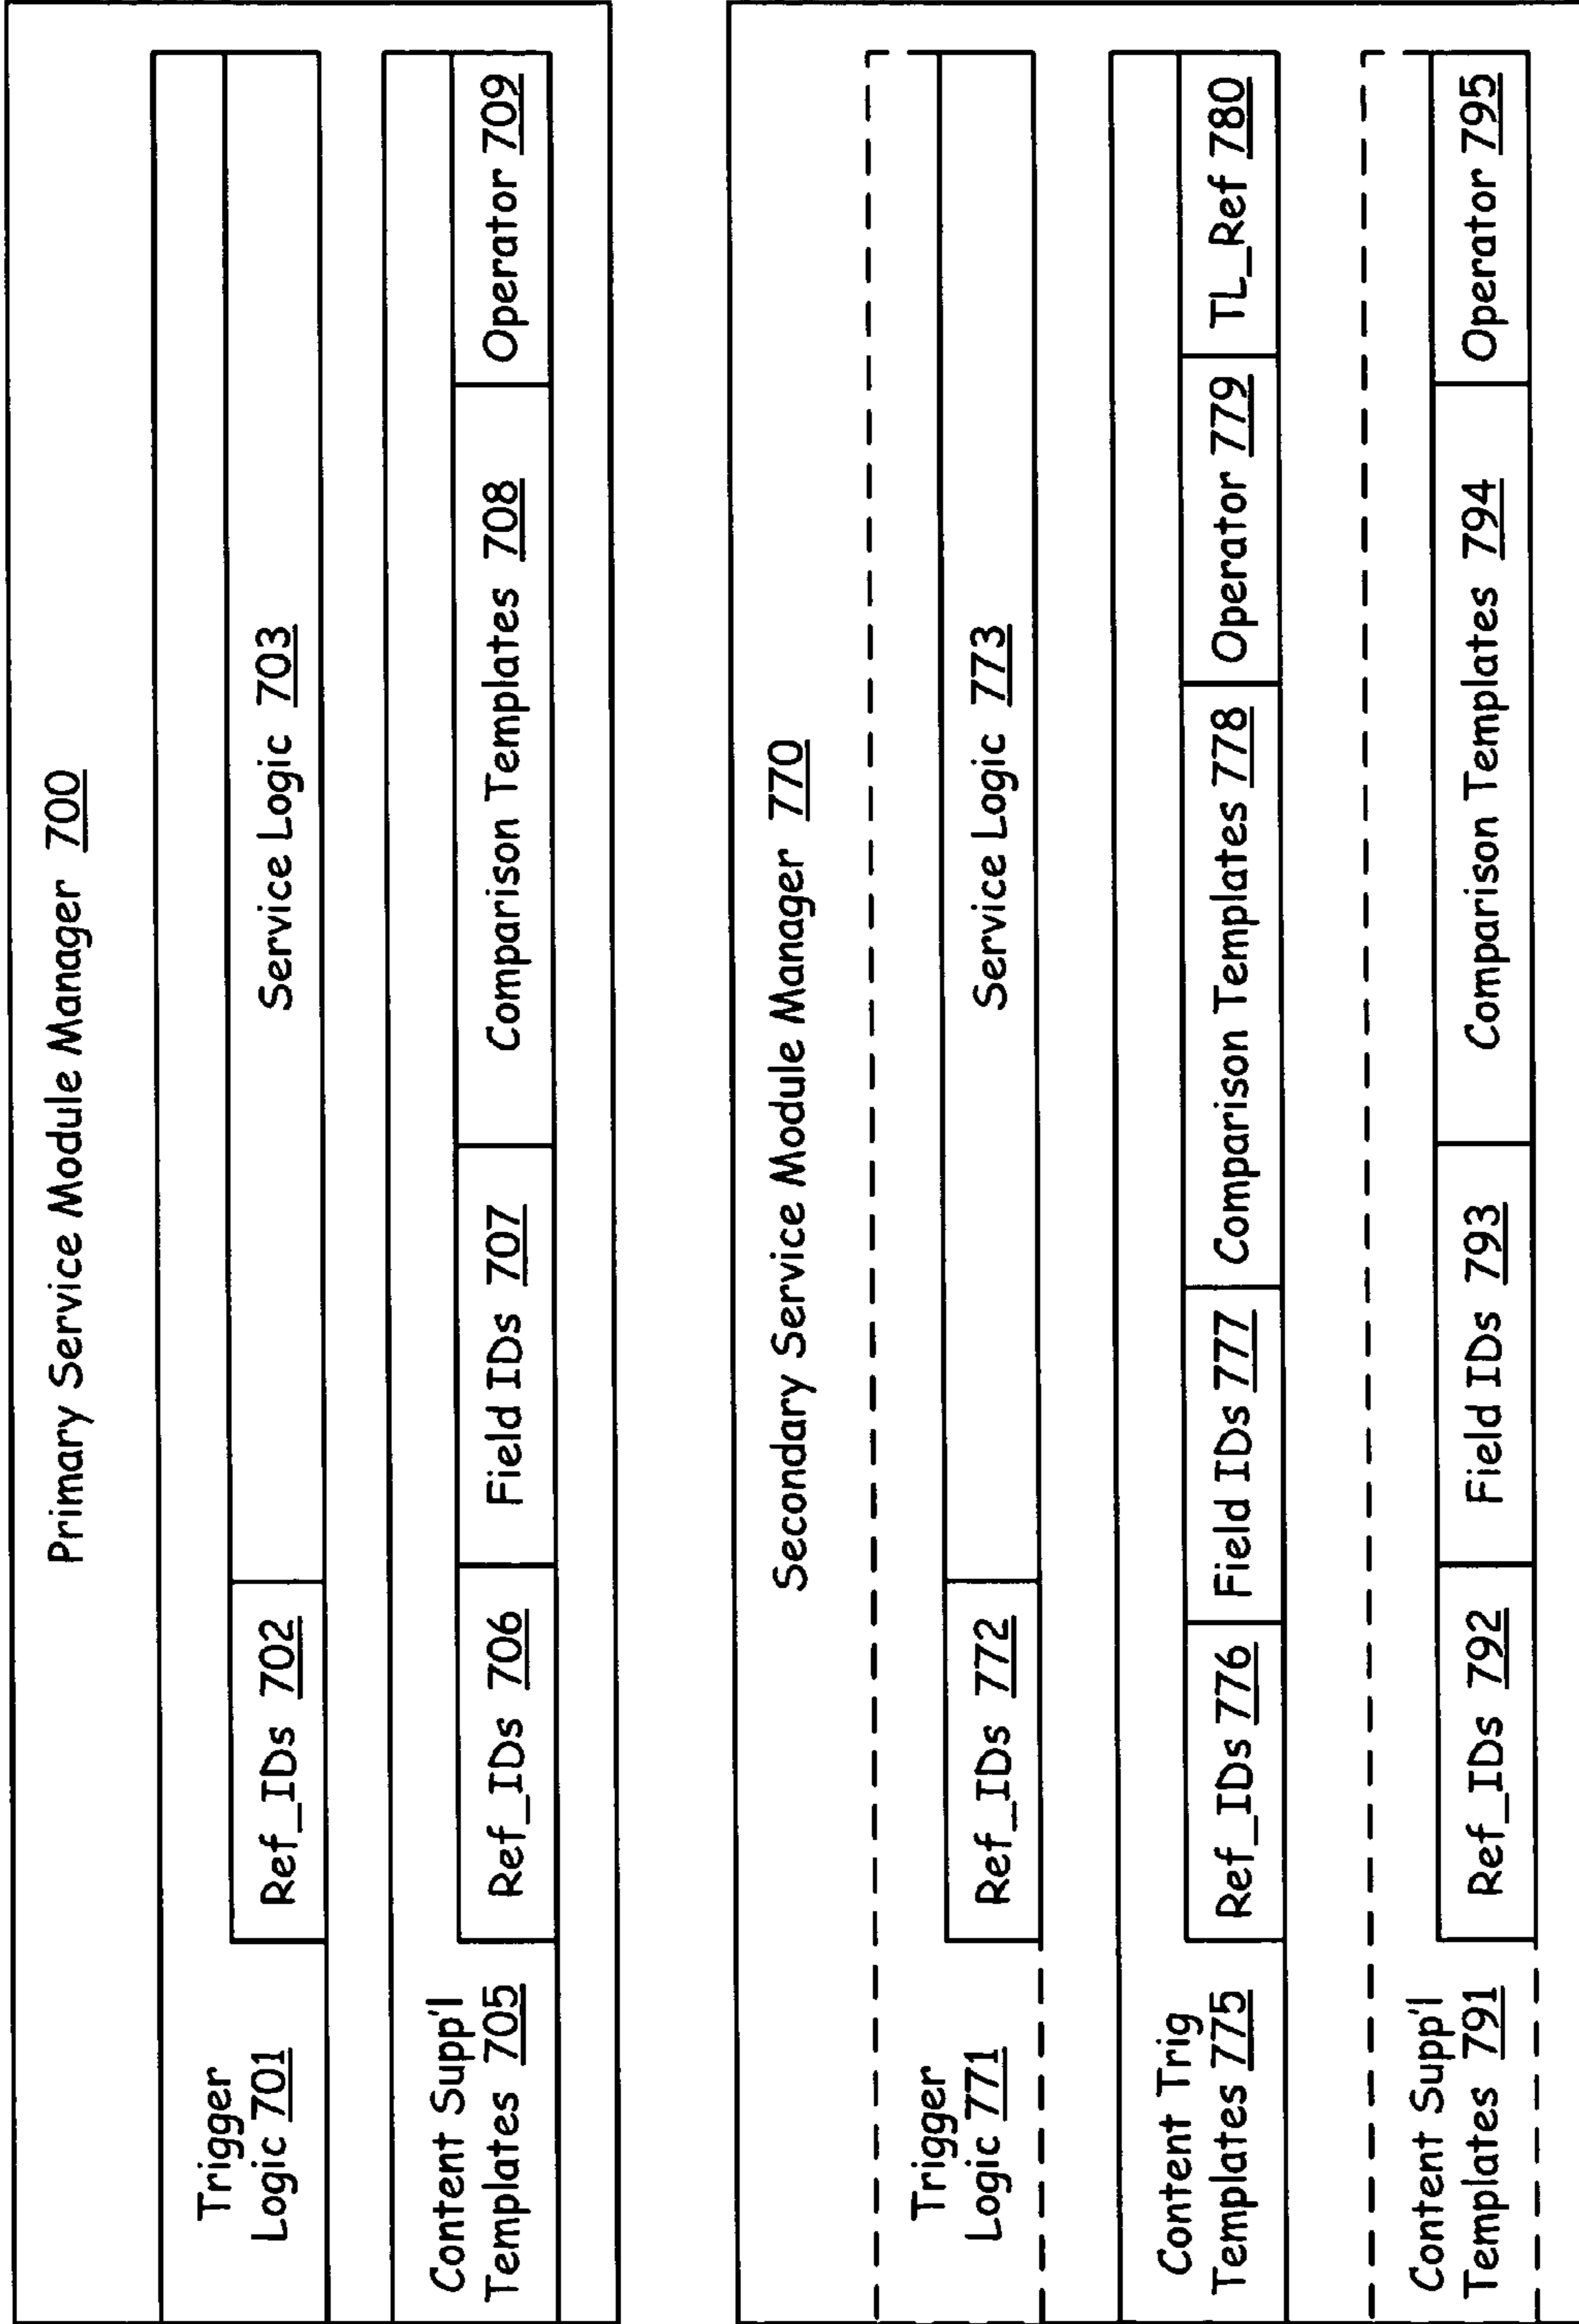 Primary Service Module Manager 700
Trigger
Logic 701
Ref_IDs 702
Service Logic 703
Content Supp'l
Templates 705
Ref_IDs 706
Field IDs 707
Comparison Templates 708
Operator 709
Secondary Service Module Manager 770
Trigger
Logic 771
Ref_IDs 772
Service Logic 773
Content Trig
Templates 775
Ref_IDs 776
Field IDs 777
Comparison Templates 778
Operator 779
TL_Ref 780
Content Supp'l
Templates 791
Ref_IDs 792
Field IDs 793
Comparison Templates 794
Operator 795